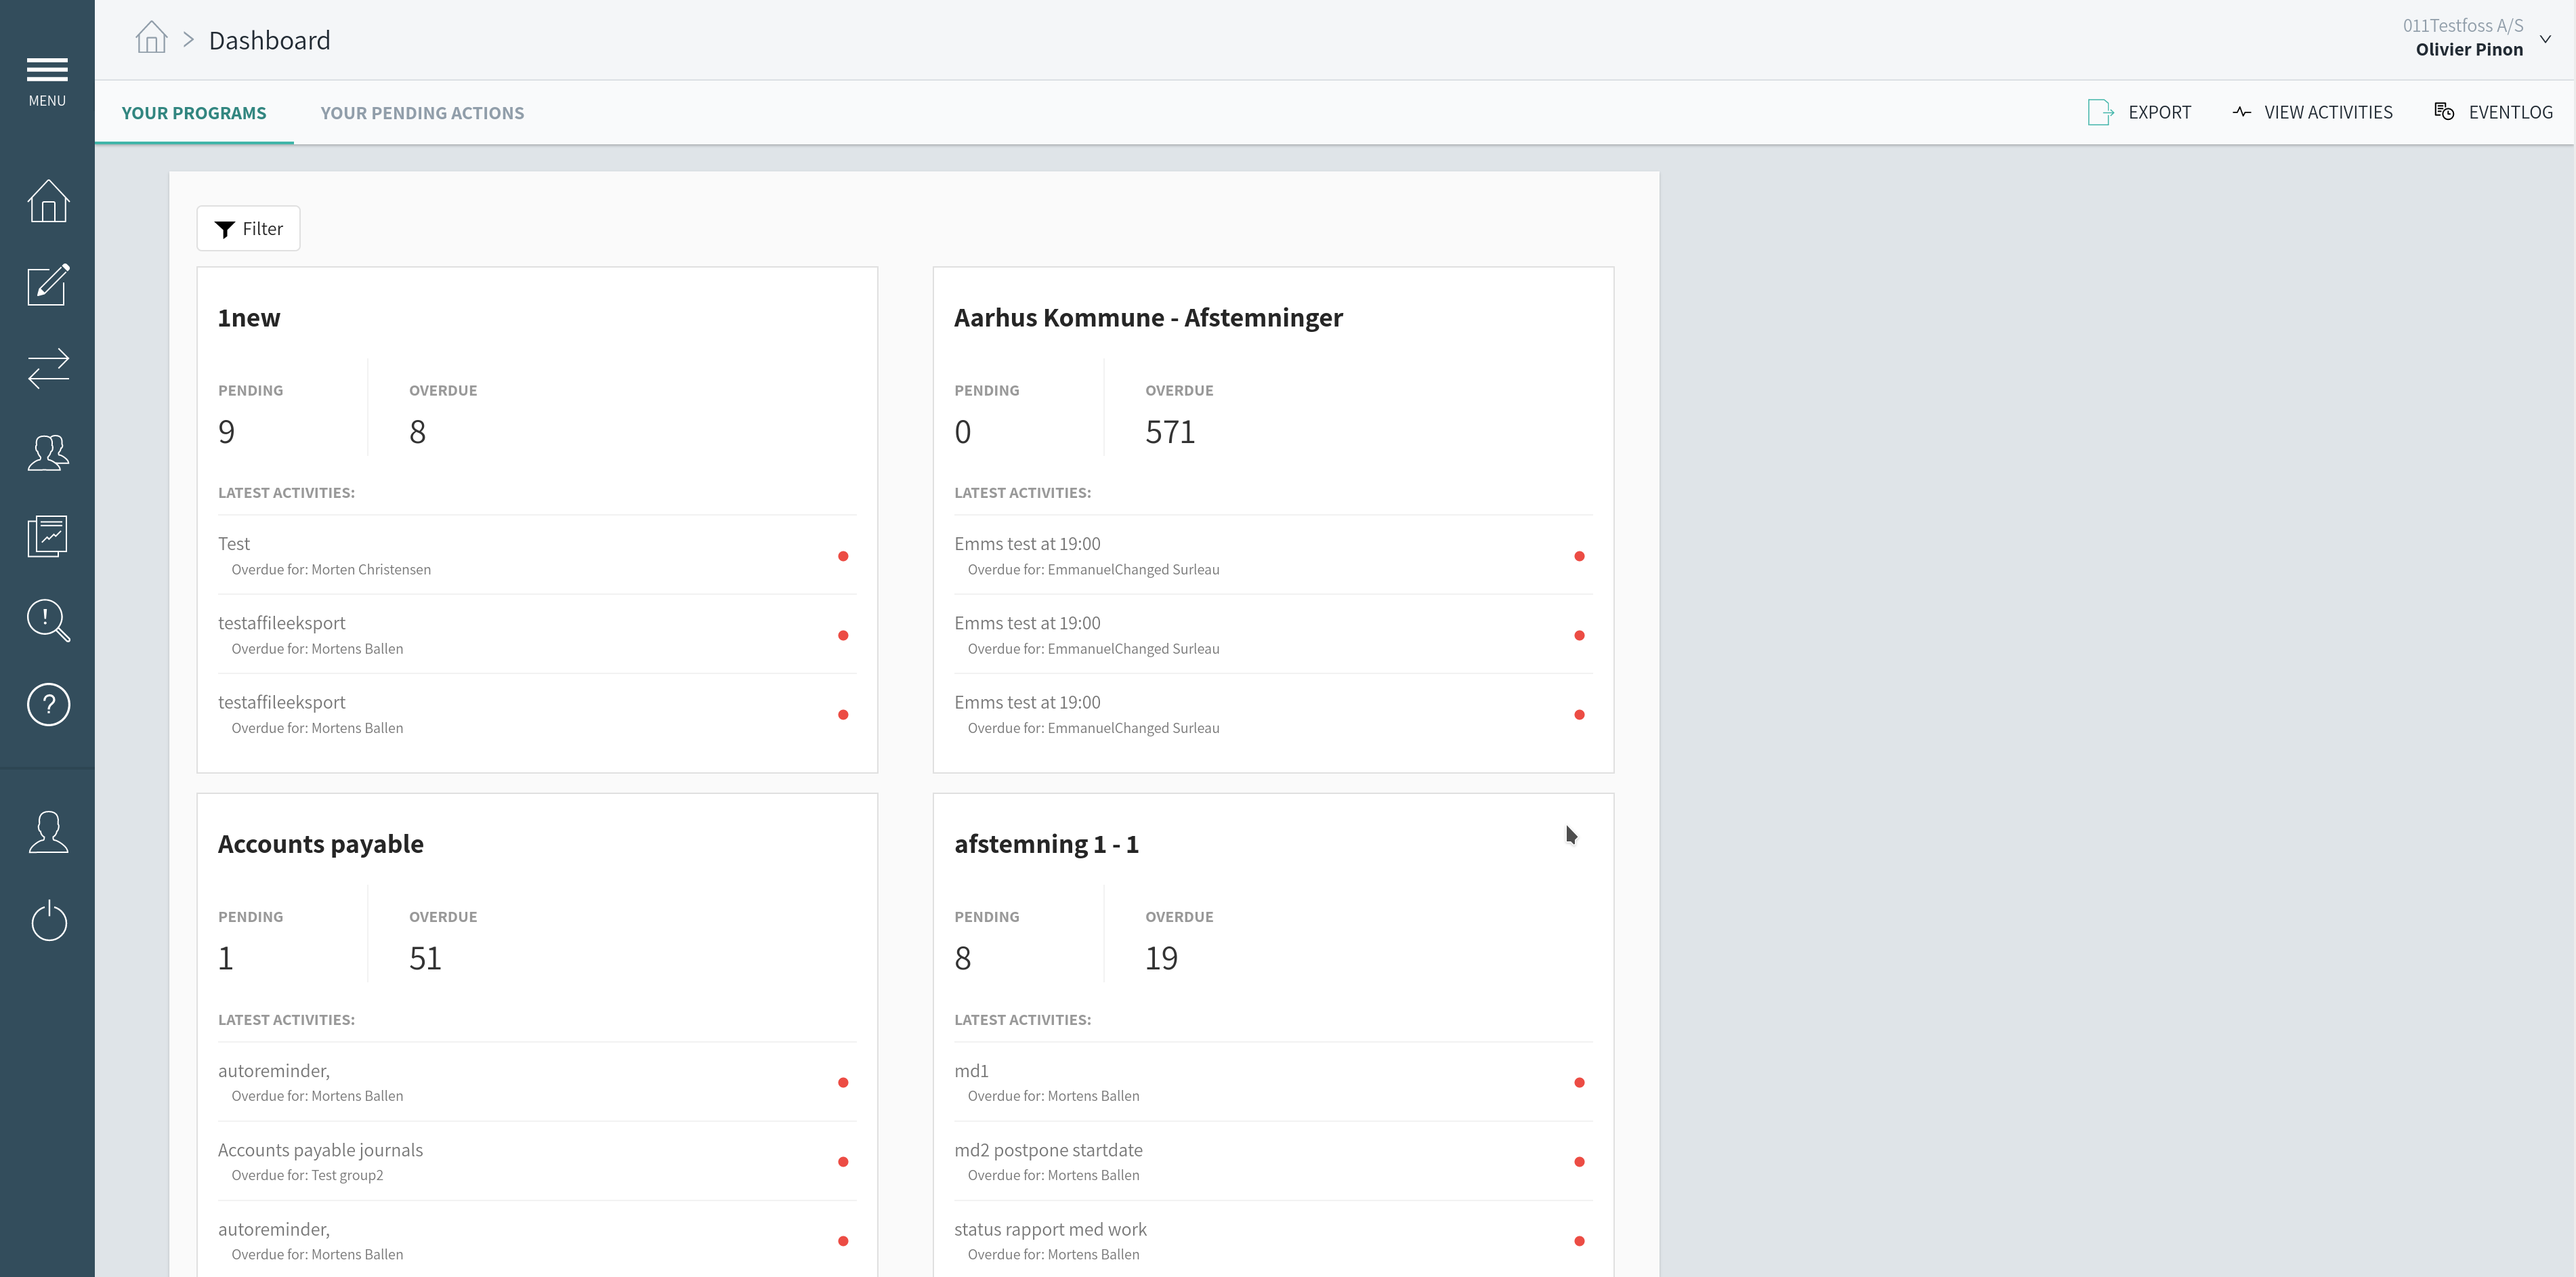 Dashboard
011Testfoss A/S
Olivier Pinon
MENU
YOUR PROGRAMS
YOUR PENDING ACTIONS
EXPORT
VIEW ACTIVITIES
EVENTLOG
Filter
1new
PENDING
OVERDUE
9
8
LATEST ACTIVITIES:
Test
Overdue for: Morten Christensen
testaffileeksport
Overdue for: Mortens Ballen
testaffileeksport
Overdue for: Mortens Ballen
Aarhus Kommune - Afstemninger
PENDING
OVERDUE
0
571
LATEST ACTIVITIES:
Emms test at 19:00
Overdue for: EmmanuelChanged Surleau
Emms test at 19:00
Overdue for: EmmanuelChanged Surleau
Emms test at 19:00
Overdue for: EmmanuelChanged Surleau
Accounts payable
PENDING
OVERDUE
1
51
LATEST ACTIVITIES:
autoreminder,
Overdue for: Mortens Ballen
Accounts payable journals
Overdue for: Test group2
autoreminder,
Overdue for: Mortens Ballen
afstemning 1 - 1
PENDING
OVERDUE
8
19
LATEST ACTIVITIES:
md1
Overdue for: Mortens Ballen
md2 postpone startdate
Overdue for: Mortens Ballen
status rapport med work
Overdue for: Mortens Ballen